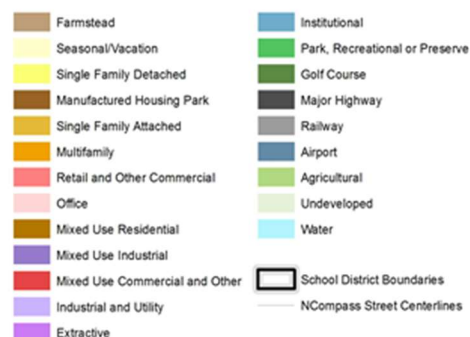 Farmstead
Seasonal/Vacation
Single Family Detached
Manufactured Housing Park
Single Family Attached
Multifamily
Retail and Other Commercial
Office
Mixed Use Residential
Mixed Use Industrial
Mixed Use Commercial and Other
Industrial and Utility
Extractive
Institutional
Park, Recreational or Preserve
Golf Course
Major Highway
Railway
Airport
Agricultural
Undeveloped
Water
School District Boundaries
NCompass Street Centerlines